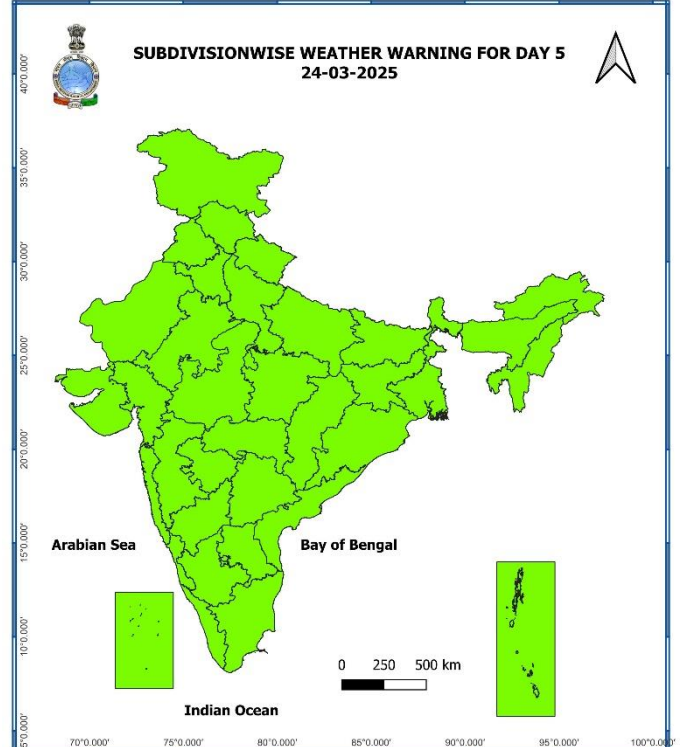 SUBDIVISIONWISE WEATHER WARNING FOR DAY 5
24-03-2025
40°0.000'
35°0.000'
30°0.000'
25°0.000'
20°0.000'
15°0.000'
10°0.000'
5°0.000'
Arabian Sea
Bay of Bengal
0 250 500 km
Indian Ocean
70°0.000' 75°0.000' 80°0.000' 85°0.000' 90°0.000' 95°0.000' 100°0.000'